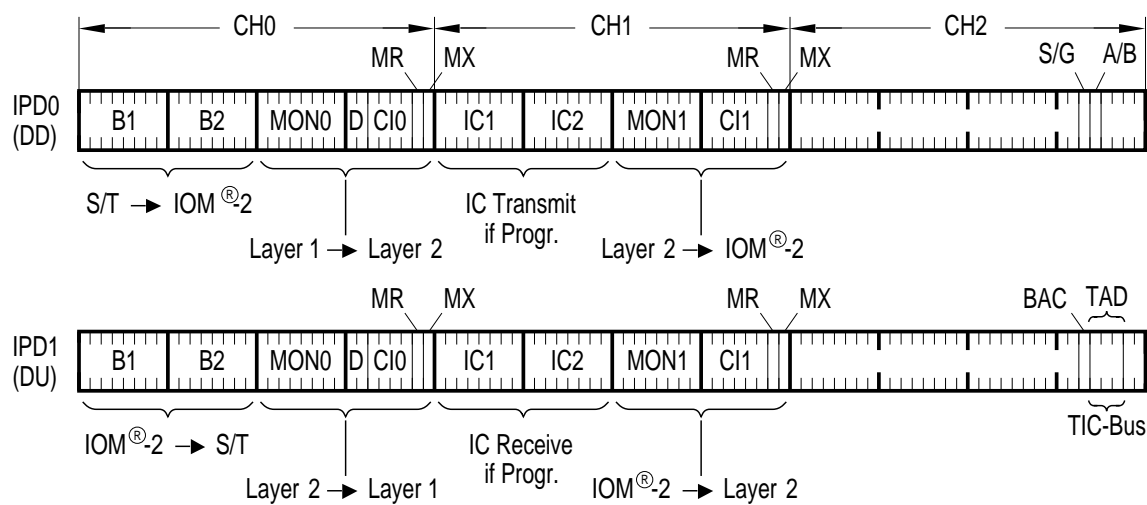 CH0 CH1 CH2
MR MX MR MX S/G A/B
IPD0 (DD)
B1 B2 MON0 D CI0 IC1 IC2 MON1 CI1
S/T → IOM®-2
IC Transmit
if Progr.
Layer 1 → Layer 2
Layer 2 → IOM®-2
MR MX MR MX BAC TAD
IPD1 (DU)
B1 B2 MON0 D CI0 IC1 IC2 MON1 CI1
IOM®-2 → S/T
IC Receive
if Progr.
TIC-Bus
Layer 2 → Layer 1
IOM®-2 → Layer 2